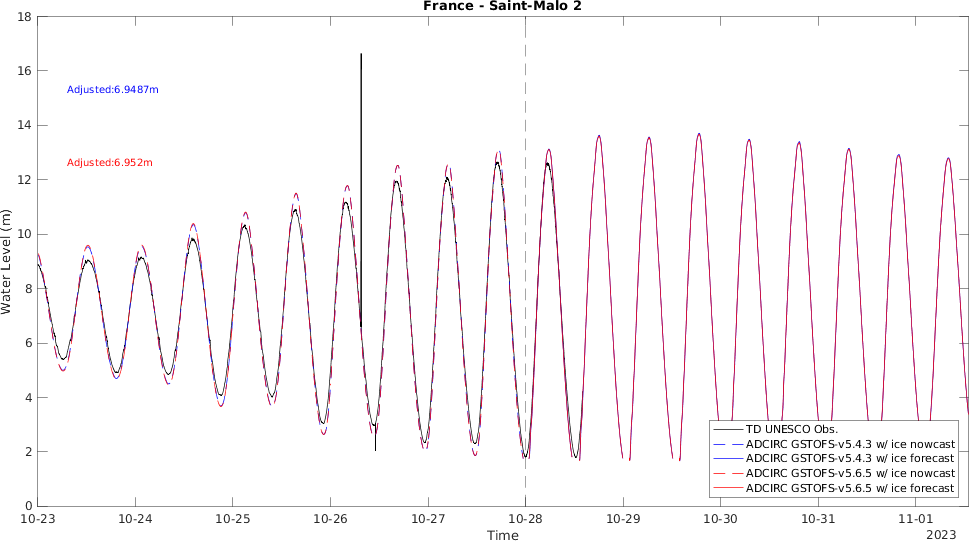 France - Saint-Malo 2
18
16
14
12
10
8
6
4
2
0
Water Level (m)
Adjusted:6.9487m
Adjusted:6.952m
TD UNESCO Obs.
ADCIRC GSTOFS-v5.4.3 w/ ice nowcast
ADCIRC GSTOFS-v5.4.3 w/ ice forecast
ADCIRC GSTOFS-v5.6.5 w/ ice nowcast
ADCIRC GSTOFS-v5.6.5 w/ ice forecast
10-23 10-24 10-25 10-26 10-27 10-28 10-29 10-30 10-31 11-01
Time
2023